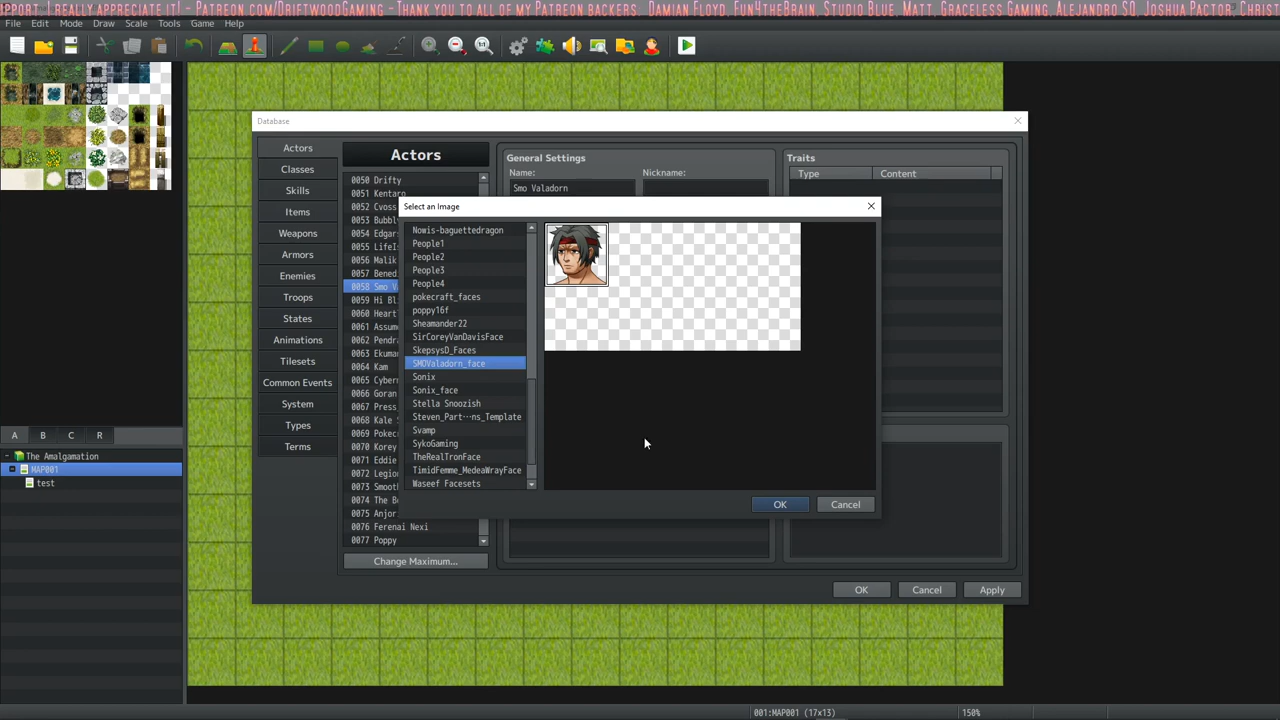 PPORT! I REALLY APPRECIATE IT! - PATREON.COM/DRIFTWOODGAMING - THANK YOU TO ALL OF MY PATREON BACKERS: DAMIAN FLOYD, FUN4THEBRAIN, STUDIO BLUE, MATT, GRACELESS GAMING, ALEJANDRO SQ, JOSHUA PACTOR, CHRIST
File Edit Mode Draw Scale Tools Game Help
Database
Actors
Classes
Skills
Items
Weapons
Armors
Enemies
Troops
States
Animations
Tilesets
Common Events
System
Types
Terms
Actors
0050 Drifty
0051 Kentaro
0052 Cvoss
0053 Bubbl
0054 Edgar
0055 LifeI
0056 Malik
0057 Bened
0058 Smo V
0059 Hi Bl
0060 Heart
0061 Assum
0062 Pendr
0063 Ekuma
0064 Kam
0065 Cyber
0066 Goran
0067 Press
0068 Kale S
0069 Pokec
0070 Korey
0071 Eddie
0072 Legion
0073 Smooth
0074 The B
0075 Anjor
0076 Ferenai Nexi
0077 Poppy
Change Maximum...
General Settings
Name:
Nickname:
Smo Valadorn
Traits
Type Content
Select an Image
Nowis-baguettedragon
People1
People2
People3
People4
pokecraft_faces
poppy16f
Sheamander22
SirCoreyVanDavisFace
SkepsysD_Faces
SMOValadorn_face
Sonix
Sonix_face
Stella Snoozish
Steven_Part···ns_Template
Svamp
SykoGaming
TheRealTronFace
TimidFemme_MedeaWrayFace
Waseef Facesets
OK Cancel
OK Cancel Apply
A B C R
The Amalgamation
MAP001
test
001:MAP001 (17×13) 150%